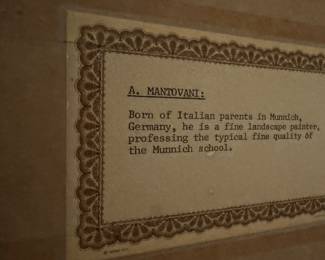 A. MANTOVANI:
Born of Italian parents in Munnich,
Germany, he is a fine landscape painter,
professing the typical fine quality of
the Munnich school.